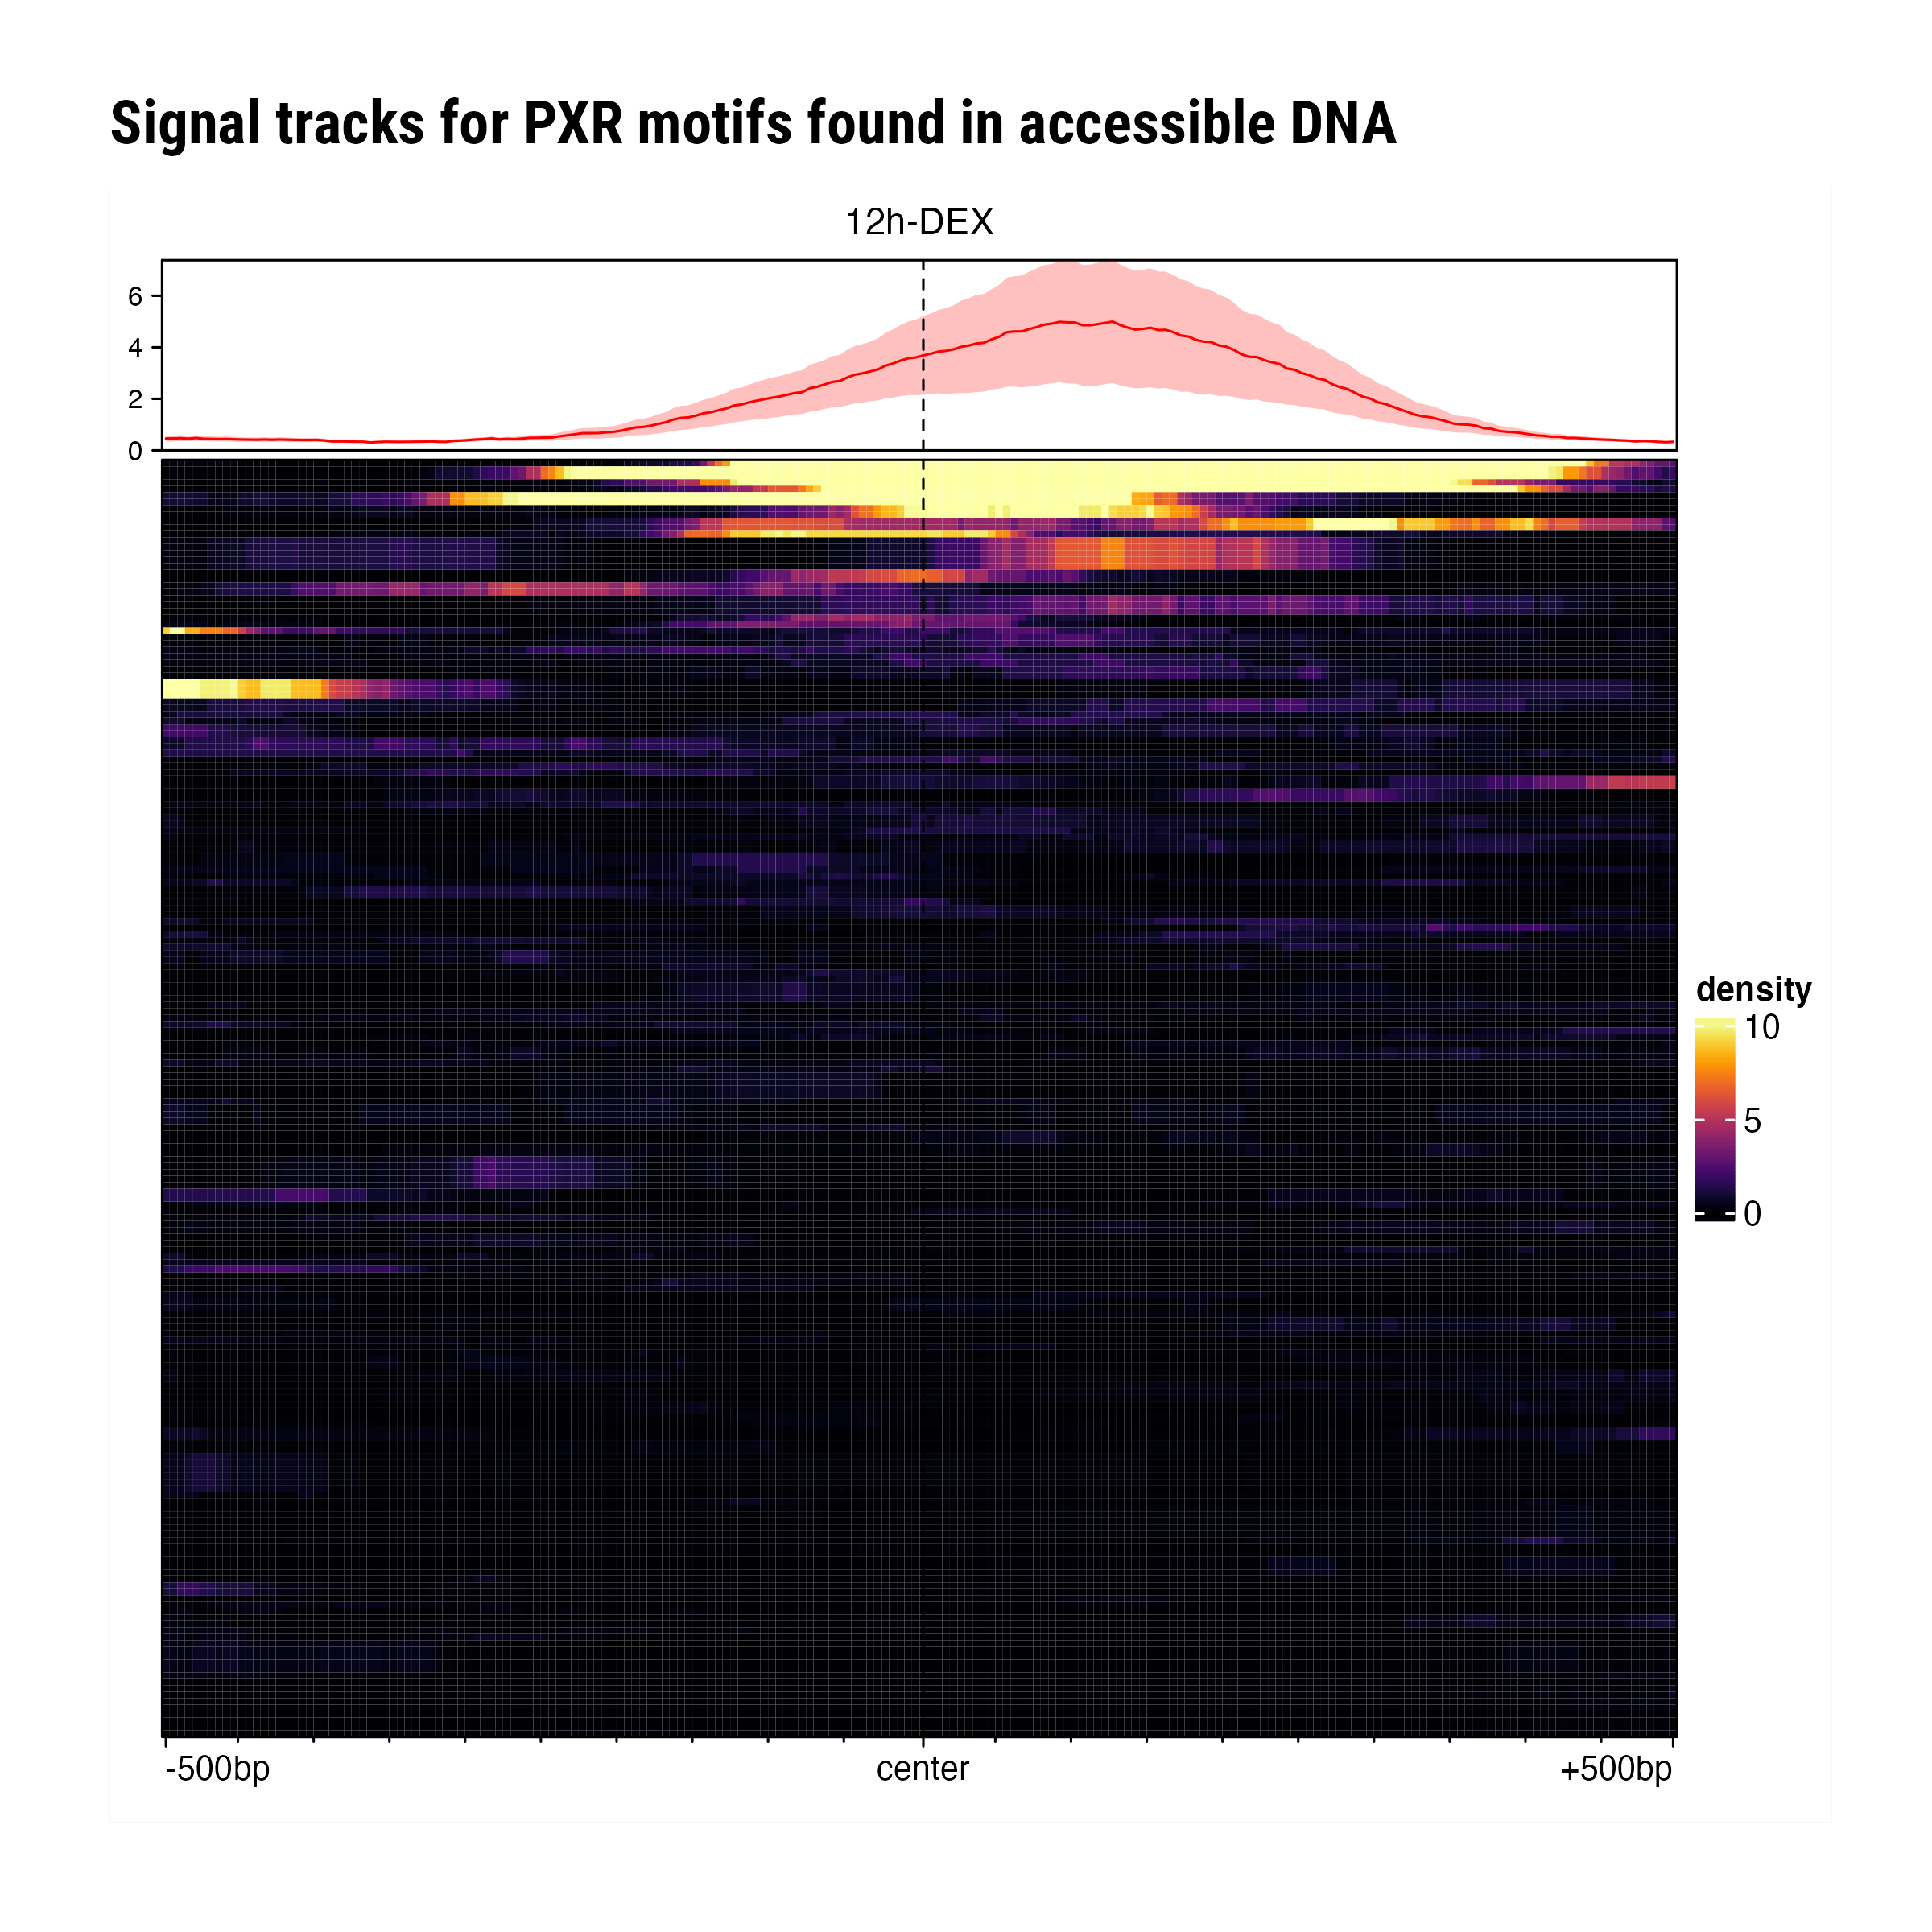 Signal tracks for PXR motifs found in accessible DNA
12h-DEX
6
4
2
0
density
10
5
0
-500bp
center
+500bp